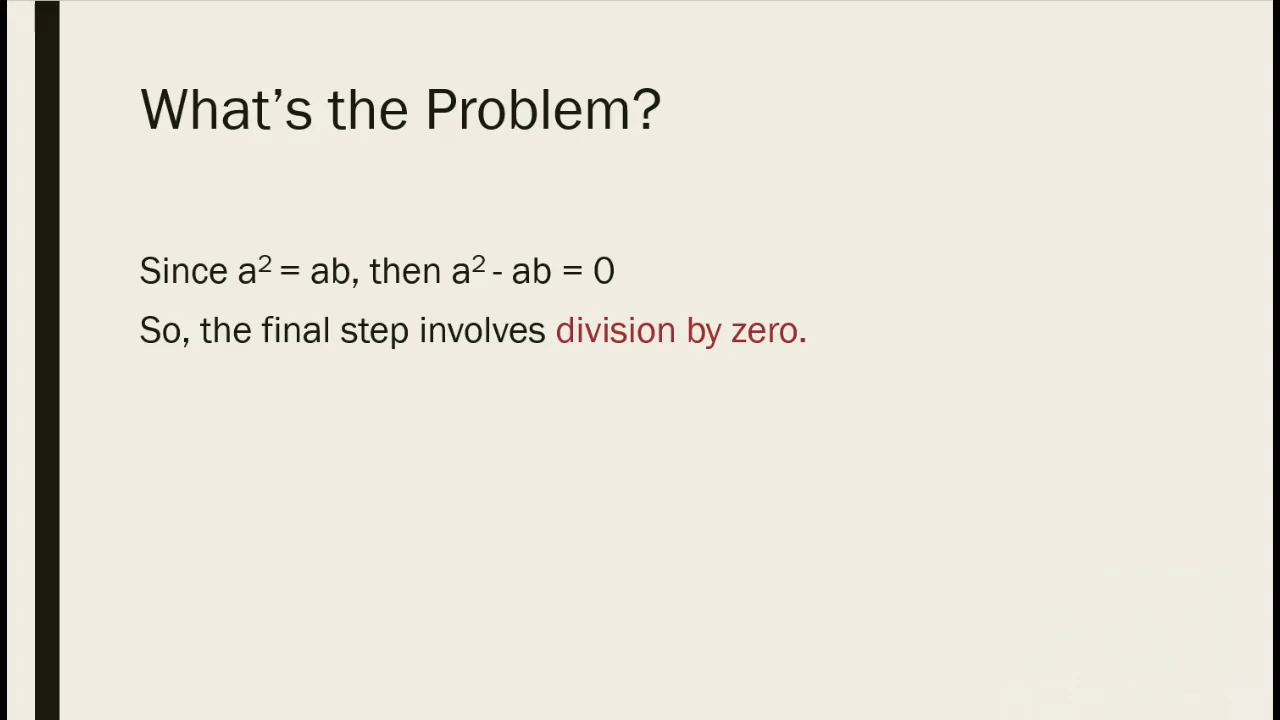 What's the Problem?
Since a² = ab, then a² - ab = 0
So, the final step involves division by zero.